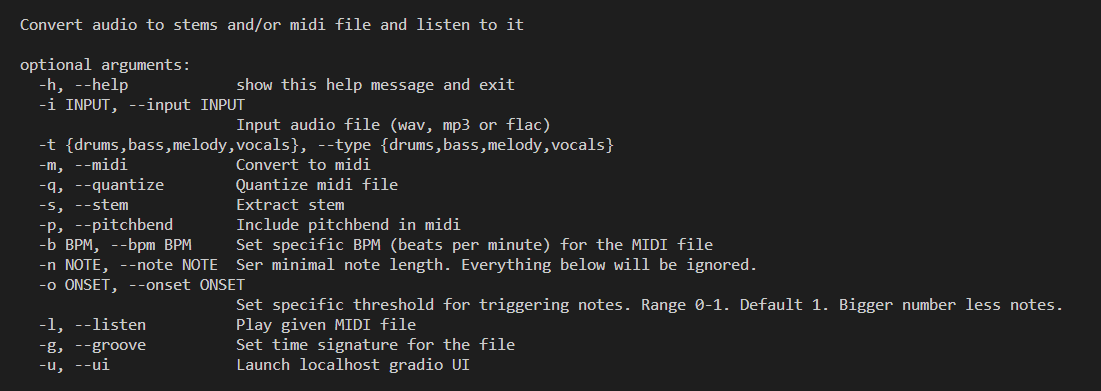 Convert audio to stems and/or midi file and listen to it
optional arguments:
-h, --help show this help message and exit
-i INPUT, --input INPUT
Input audio file (wav, mp3 or flac)
-t {drums,bass,melody,vocals}, --type {drums,bass,melody,vocals}
-m, --midi Convert to midi
-q, --quantize Quantize midi file
-s, --stem Extract stem
-p, --pitchbend Include pitchbend in midi
-b BPM, --bpm BPM Set specific BPM (beats per minute) for the MIDI file
-n NOTE, --note NOTE Ser minimal note length. Everything below will be ignored.
-o ONSET, --onset ONSET
Set specific threshold for triggering notes. Range 0-1. Default 1. Bigger number less notes.
-l, --listen Play given MIDI file
-g, --groove Set time signature for the file
-u, --ui Launch localhost gradio UI